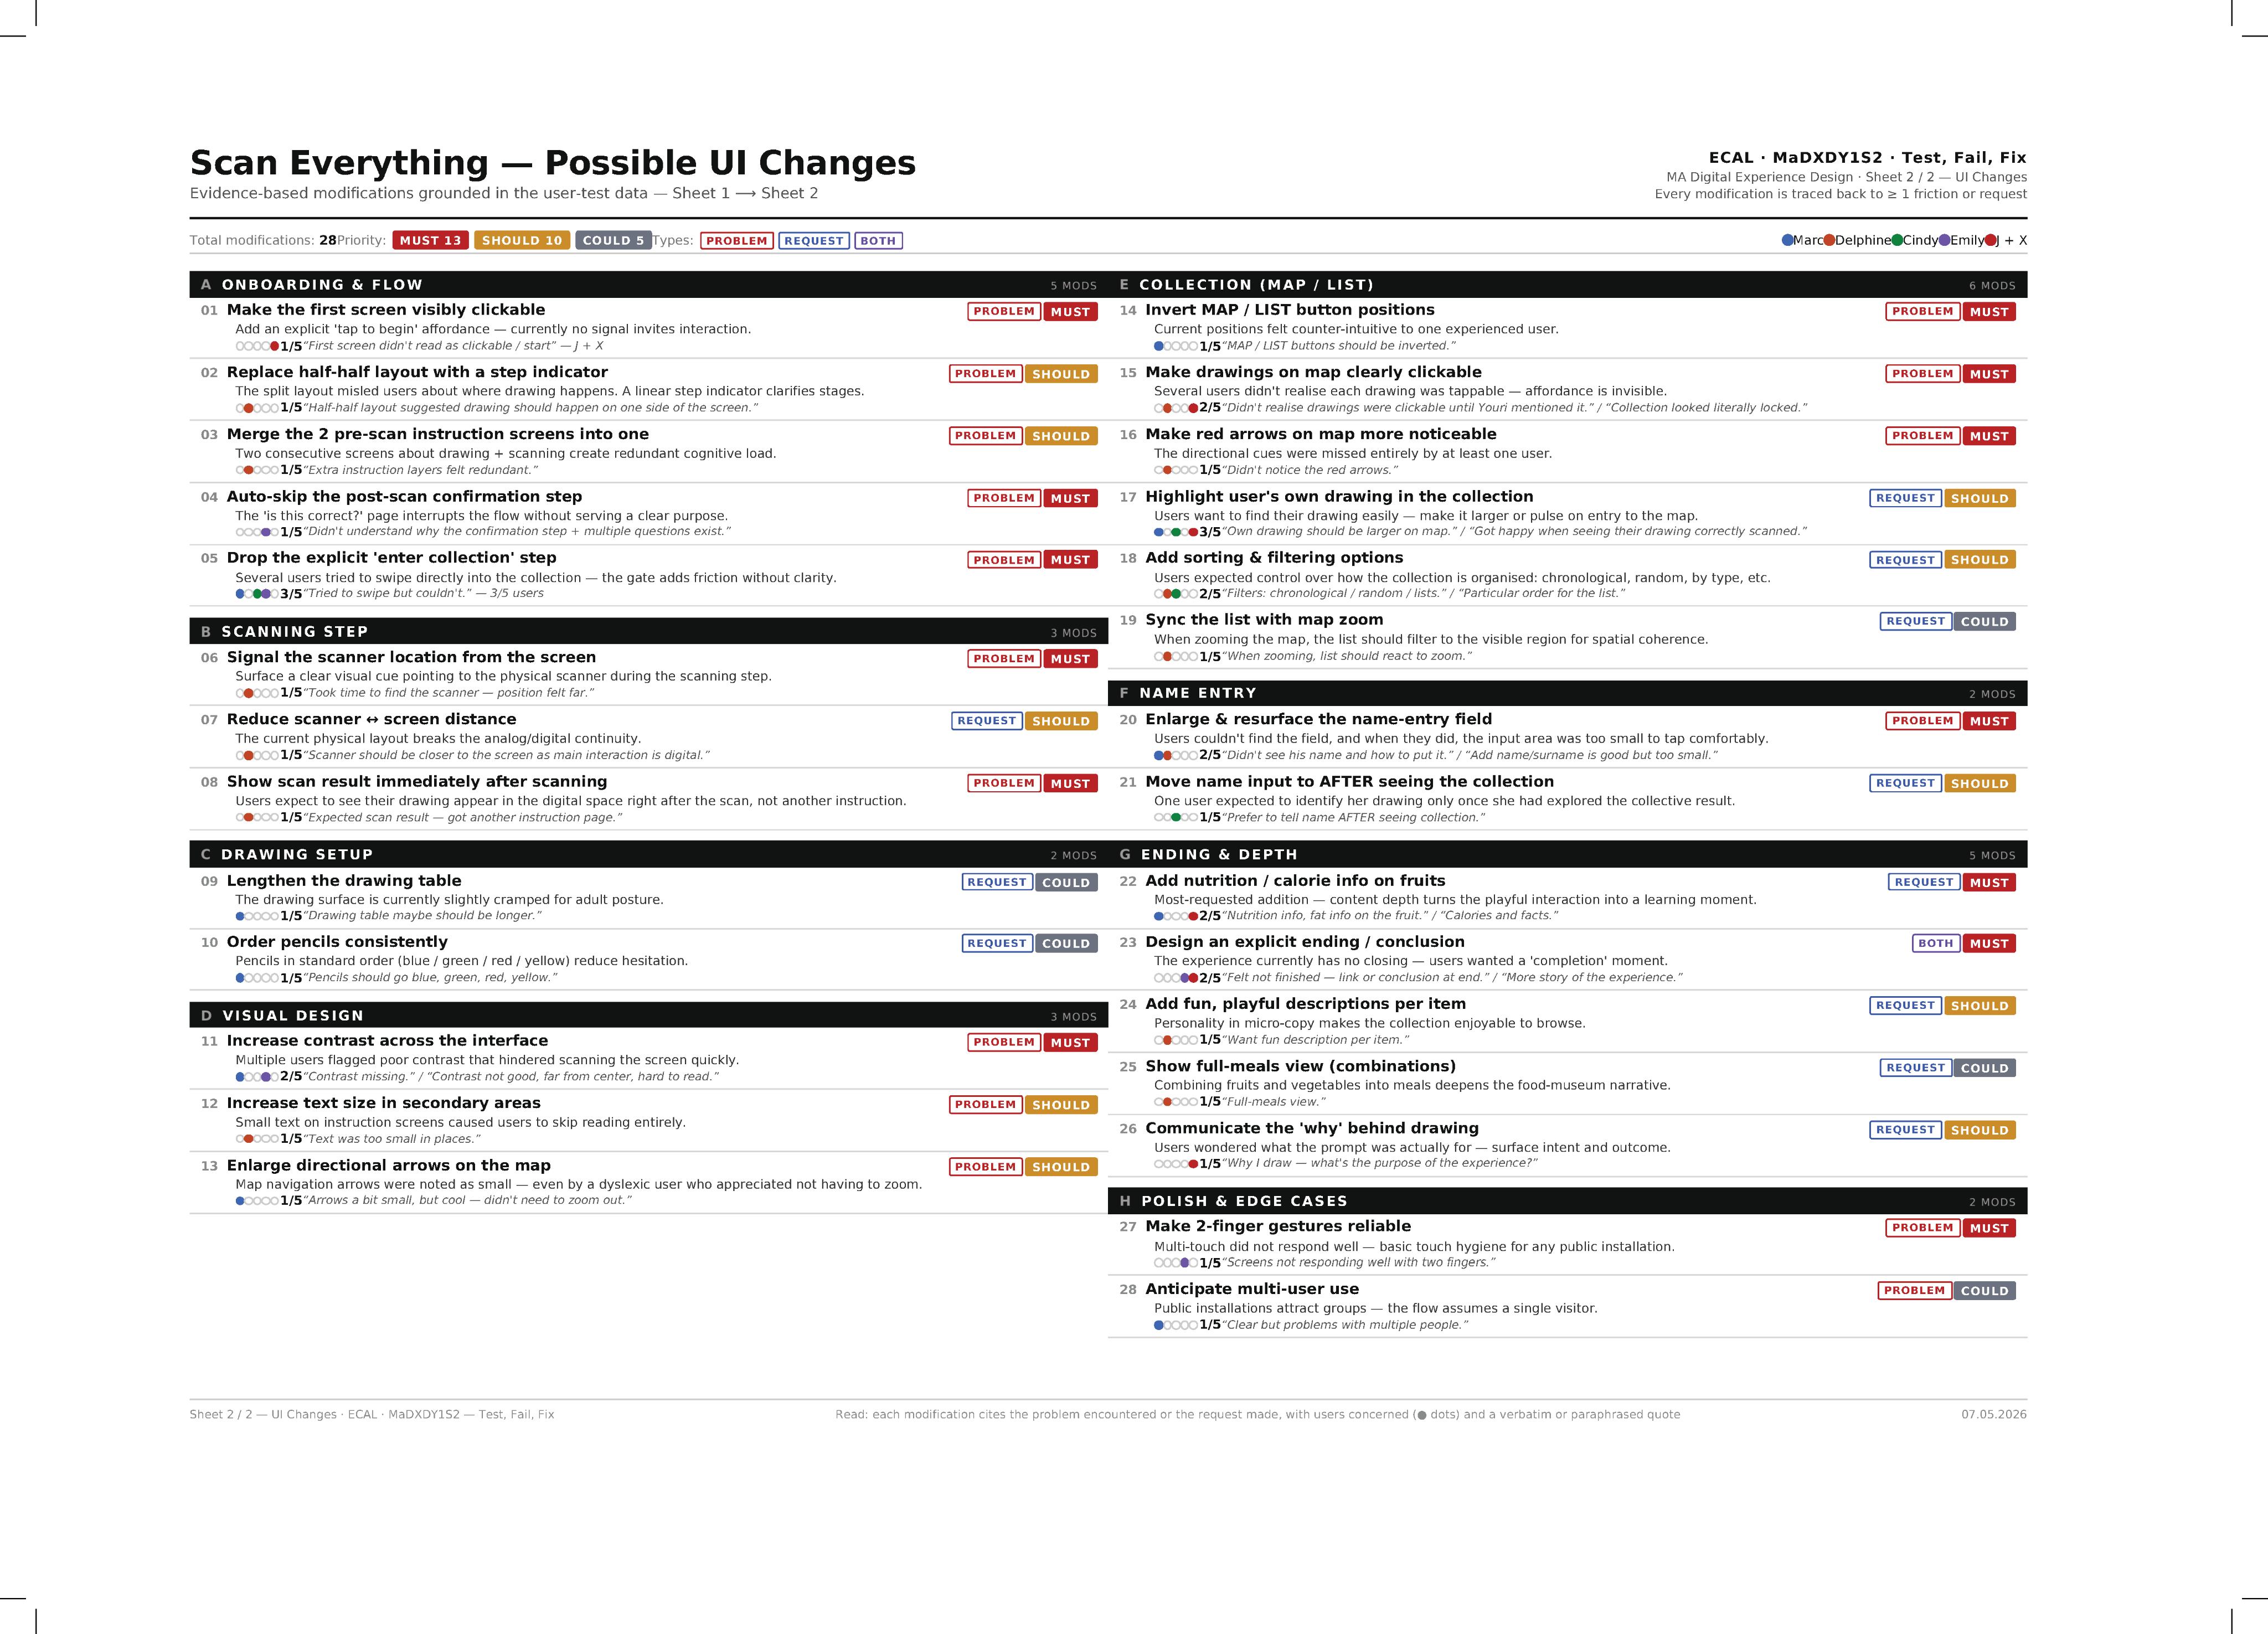 Scan Everything — Possible UI Changes
Evidence-based modifications grounded in the user-test data — Sheet 1 ⟶ Sheet 2
ECAL · MaDXDY1S2 · Test, Fail, Fix
MA Digital Experience Design · Sheet 2 / 2 — UI Changes
Every modification is traced back to ≥ 1 friction or request
Total modifications: 28Priority: MUST 13 SHOULD 10 COULD 5 Types: PROBLEM REQUEST BOTH
●Marc●Delphine●Cindy●Emily●J + X
A ONBOARDING & FLOW 5 MODS
01 Make the first screen visibly clickable PROBLEM MUST
Add an explicit 'tap to begin' affordance — currently no signal invites interaction.
○○○○●1/5 “First screen didn't read as clickable / start” — J + X
02 Replace half-half layout with a step indicator PROBLEM SHOULD
The split layout misled users about where drawing happens. A linear step indicator clarifies stages.
○●○○○1/5 “Half-half layout suggested drawing should happen on one side of the screen.”
03 Merge the 2 pre-scan instruction screens into one PROBLEM SHOULD
Two consecutive screens about drawing + scanning create redundant cognitive load.
○●○○○1/5 “Extra instruction layers felt redundant.”
04 Auto-skip the post-scan confirmation step PROBLEM MUST
The 'is this correct?' page interrupts the flow without serving a clear purpose.
○○○●○1/5 “Didn't understand why the confirmation step + multiple questions exist.”
05 Drop the explicit 'enter collection' step PROBLEM MUST
Several users tried to swipe directly into the collection — the gate adds friction without clarity.
●○●●○3/5 “Tried to swipe but couldn't.” — 3/5 users
B SCANNING STEP 3 MODS
06 Signal the scanner location from the screen PROBLEM MUST
Surface a clear visual cue pointing to the physical scanner during the scanning step.
○●○○○1/5 “Took time to find the scanner — position felt far.”
07 Reduce scanner ↔ screen distance REQUEST SHOULD
The current physical layout breaks the analog/digital continuity.
○●○○○1/5 “Scanner should be closer to the screen as main interaction is digital.”
08 Show scan result immediately after scanning PROBLEM MUST
Users expect to see their drawing appear in the digital space right after the scan, not another instruction.
○●○○○1/5 “Expected scan result — got another instruction page.”
C DRAWING SETUP 2 MODS
09 Lengthen the drawing table REQUEST COULD
The drawing surface is currently slightly cramped for adult posture.
●○○○○1/5 “Drawing table maybe should be longer.”
10 Order pencils consistently REQUEST COULD
Pencils in standard order (blue / green / red / yellow) reduce hesitation.
●○○○○1/5 “Pencils should go blue, green, red, yellow.”
D VISUAL DESIGN 3 MODS
11 Increase contrast across the interface PROBLEM MUST
Multiple users flagged poor contrast that hindered scanning the screen quickly.
●○○●○2/5 “Contrast missing.” / “Contrast not good, far from center, hard to read.”
12 Increase text size in secondary areas PROBLEM SHOULD
Small text on instruction screens caused users to skip reading entirely.
○●○○○1/5 “Text was too small in places.”
13 Enlarge directional arrows on the map PROBLEM SHOULD
Map navigation arrows were noted as small — even by a dyslexic user who appreciated not having to zoom.
●○○○○1/5 “Arrows a bit small, but cool — didn't need to zoom out.”
E COLLECTION (MAP / LIST) 6 MODS
14 Invert MAP / LIST button positions PROBLEM MUST
Current positions felt counter-intuitive to one experienced user.
●○○○○1/5 “MAP / LIST buttons should be inverted.”
15 Make drawings on map clearly clickable PROBLEM MUST
Several users didn't realise each drawing was tappable — affordance is invisible.
○●○○●2/5 “Didn't realise drawings were clickable until Youri mentioned it.” / “Collection looked literally locked.”
16 Make red arrows on map more noticeable PROBLEM MUST
The directional cues were missed entirely by at least one user.
○●○○○1/5 “Didn't notice the red arrows.”
17 Highlight user's own drawing in the collection REQUEST SHOULD
Users want to find their drawing easily — make it larger or pulse on entry to the map.
●○●○●3/5 “Own drawing should be larger on map.” / “Got happy when seeing their drawing correctly scanned.”
18 Add sorting & filtering options REQUEST SHOULD
Users expected control over how the collection is organised: chronological, random, by type, etc.
○●●○○2/5 “Filters: chronological / random / lists.” / “Particular order for the list.”
19 Sync the list with map zoom REQUEST COULD
When zooming the map, the list should filter to the visible region for spatial coherence.
○●○○○1/5 “When zooming, list should react to zoom.”
F NAME ENTRY 2 MODS
20 Enlarge & resurface the name-entry field PROBLEM MUST
Users couldn't find the field, and when they did, the input area was too small to tap comfortably.
●●○○○2/5 “Didn't see his name and how to put it.” / “Add name/surname is good but too small.”
21 Move name input to AFTER seeing the collection REQUEST SHOULD
One user expected to identify her drawing only once she had explored the collective result.
○○●○○1/5 “Prefer to tell name AFTER seeing collection.”
G ENDING & DEPTH 5 MODS
22 Add nutrition / calorie info on fruits REQUEST MUST
Most-requested addition — content depth turns the playful interaction into a learning moment.
●○○○●2/5 “Nutrition info, fat info on the fruit.” / “Calories and facts.”
23 Design an explicit ending / conclusion BOTH MUST
The experience currently has no closing — users wanted a 'completion' moment.
○○○●●2/5 “Felt not finished — link or conclusion at end.” / “More story of the experience.”
24 Add fun, playful descriptions per item REQUEST SHOULD
Personality in micro-copy makes the collection enjoyable to browse.
○●○○○1/5 “Want fun description per item.”
25 Show full-meals view (combinations) REQUEST COULD
Combining fruits and vegetables into meals deepens the food-museum narrative.
○●○○○1/5 “Full-meals view.”
26 Communicate the 'why' behind drawing REQUEST SHOULD
Users wondered what the prompt was actually for — surface intent and outcome.
○○○○●1/5 “Why I draw — what's the purpose of the experience?”
H POLISH & EDGE CASES 2 MODS
27 Make 2-finger gestures reliable PROBLEM MUST
Multi-touch did not respond well — basic touch hygiene for any public installation.
○○○●○1/5 “Screens not responding well with two fingers.”
28 Anticipate multi-user use PROBLEM COULD
Public installations attract groups — the flow assumes a single visitor.
●○○○○1/5 “Clear but problems with multiple people.”
Sheet 2 / 2 — UI Changes · ECAL · MaDXDY1S2 — Test, Fail, Fix
Read: each modification cites the problem encountered or the request made, with users concerned (● dots) and a verbatim or paraphrased quote
07.05.2026